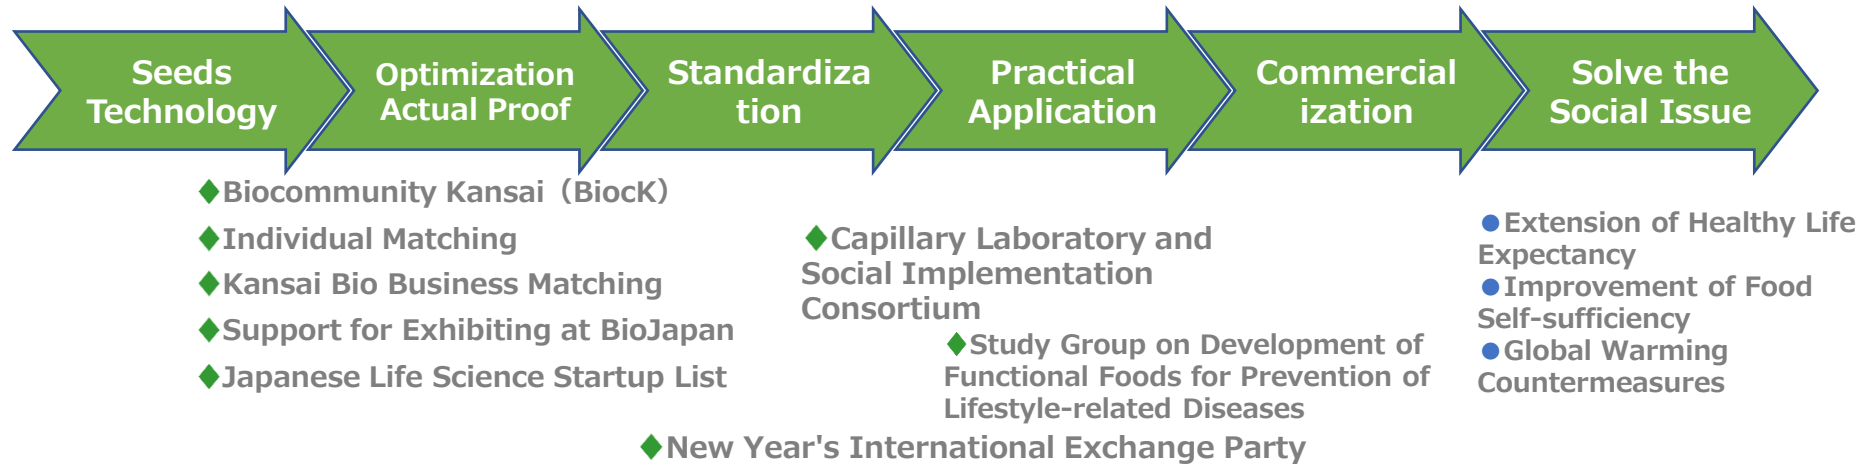 Seeds
Technology
Optimization
Actual Proof
Standardiza
tion
Practical
Application
Commercial
ization
Solve the
Social Issue
◆Biocommunity Kansai（BiocK）
◆Individual Matching
◆Kansai Bio Business Matching
◆Support for Exhibiting at BioJapan
◆Japanese Life Science Startup List
◆Capillary Laboratory and
Social Implementation
Consortium
◆Study Group on Development of
Functional Foods for Prevention of
Lifestyle-related Diseases
◆New Year's International Exchange Party
●Extension of Healthy Life
Expectancy
●Improvement of Food
Self-sufficiency
●Global Warming
Countermeasures